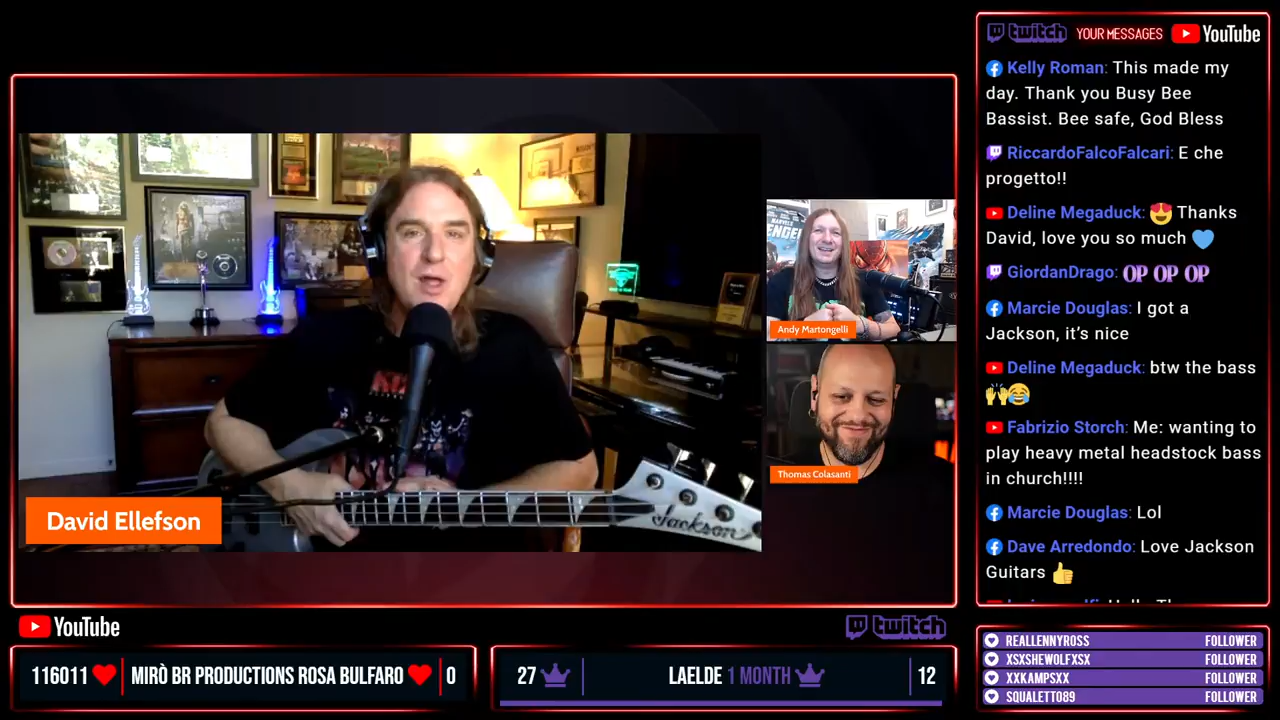 twitch YOUR MESSAGES YouTube
Kelly Roman: This made my
day. Thank you Busy Bee
Bassist. Bee safe, God Bless
RiccardoFalcoFalcari: E che
progetto!!
Deline Megaduck: 😍 Thanks
David, love you so much 💙
GiordanDrago: OP OP OP
Marcie Douglas: I got a
Jackson, it's nice
Deline Megaduck: btw the bass
🙌😂
Fabrizio Storch: Me: wanting to
play heavy metal headstock bass
in church!!!!
Marcie Douglas: Lol
Dave Arredondo: Love Jackson
Guitars 👍
Andy Martongelli
Thomas Colasanti
David Ellefson
Jackson
YouTube
twitch
116011 ❤ MIRÒ BR PRODUCTIONS ROSA BULFARO ❤ 0
27 LAELDE 1 MONTH 12
REALLENNYROSS FOLLOWER
XSXSHEWOLFXSX FOLLOWER
XXKAMPSXX FOLLOWER
SQUALETTO89 FOLLOWER